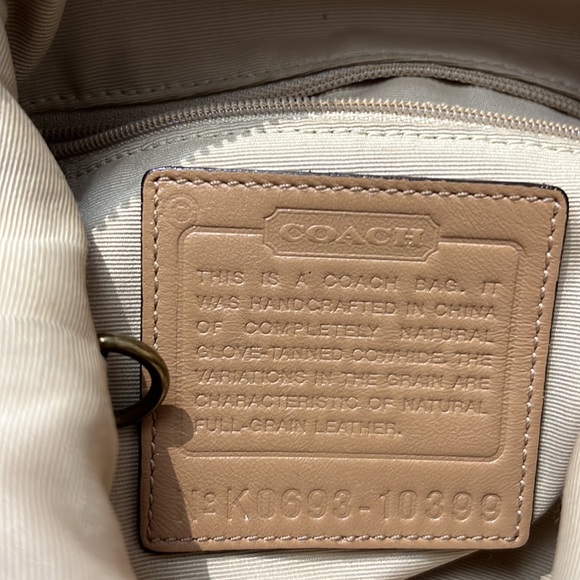 COACH
THIS IS A COACH BAG. IT
WAS HANDCRAFTED IN CHINA
OF COMPLETELY NATURAL
GLOVE-TANNED COWHIDE. THE
VARIATIONS IN THE GRAIN ARE
CHARACTERISTIC OF NATURAL
FULL-GRAIN LEATHER.
Nº K0693-10399